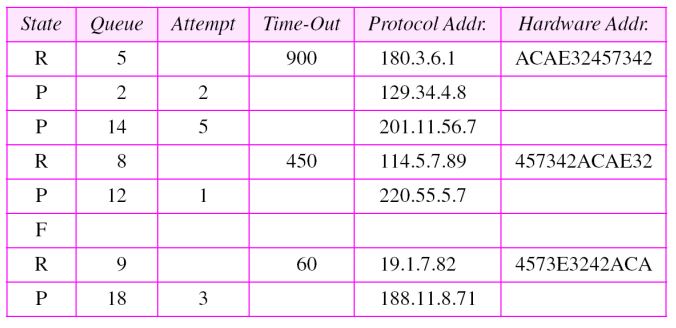 State Queue Attempt Time-Out Protocol Addr. Hardware Addr.
R 5 900 180.3.6.1 ACAE32457342
P 2 2 129.34.4.8
P 14 5 201.11.56.7
R 8 450 114.5.7.89 457342ACAE32
P 12 1 220.55.5.7
F
R 9 60 19.1.7.82 4573E3242ACA
P 18 3 188.11.8.71